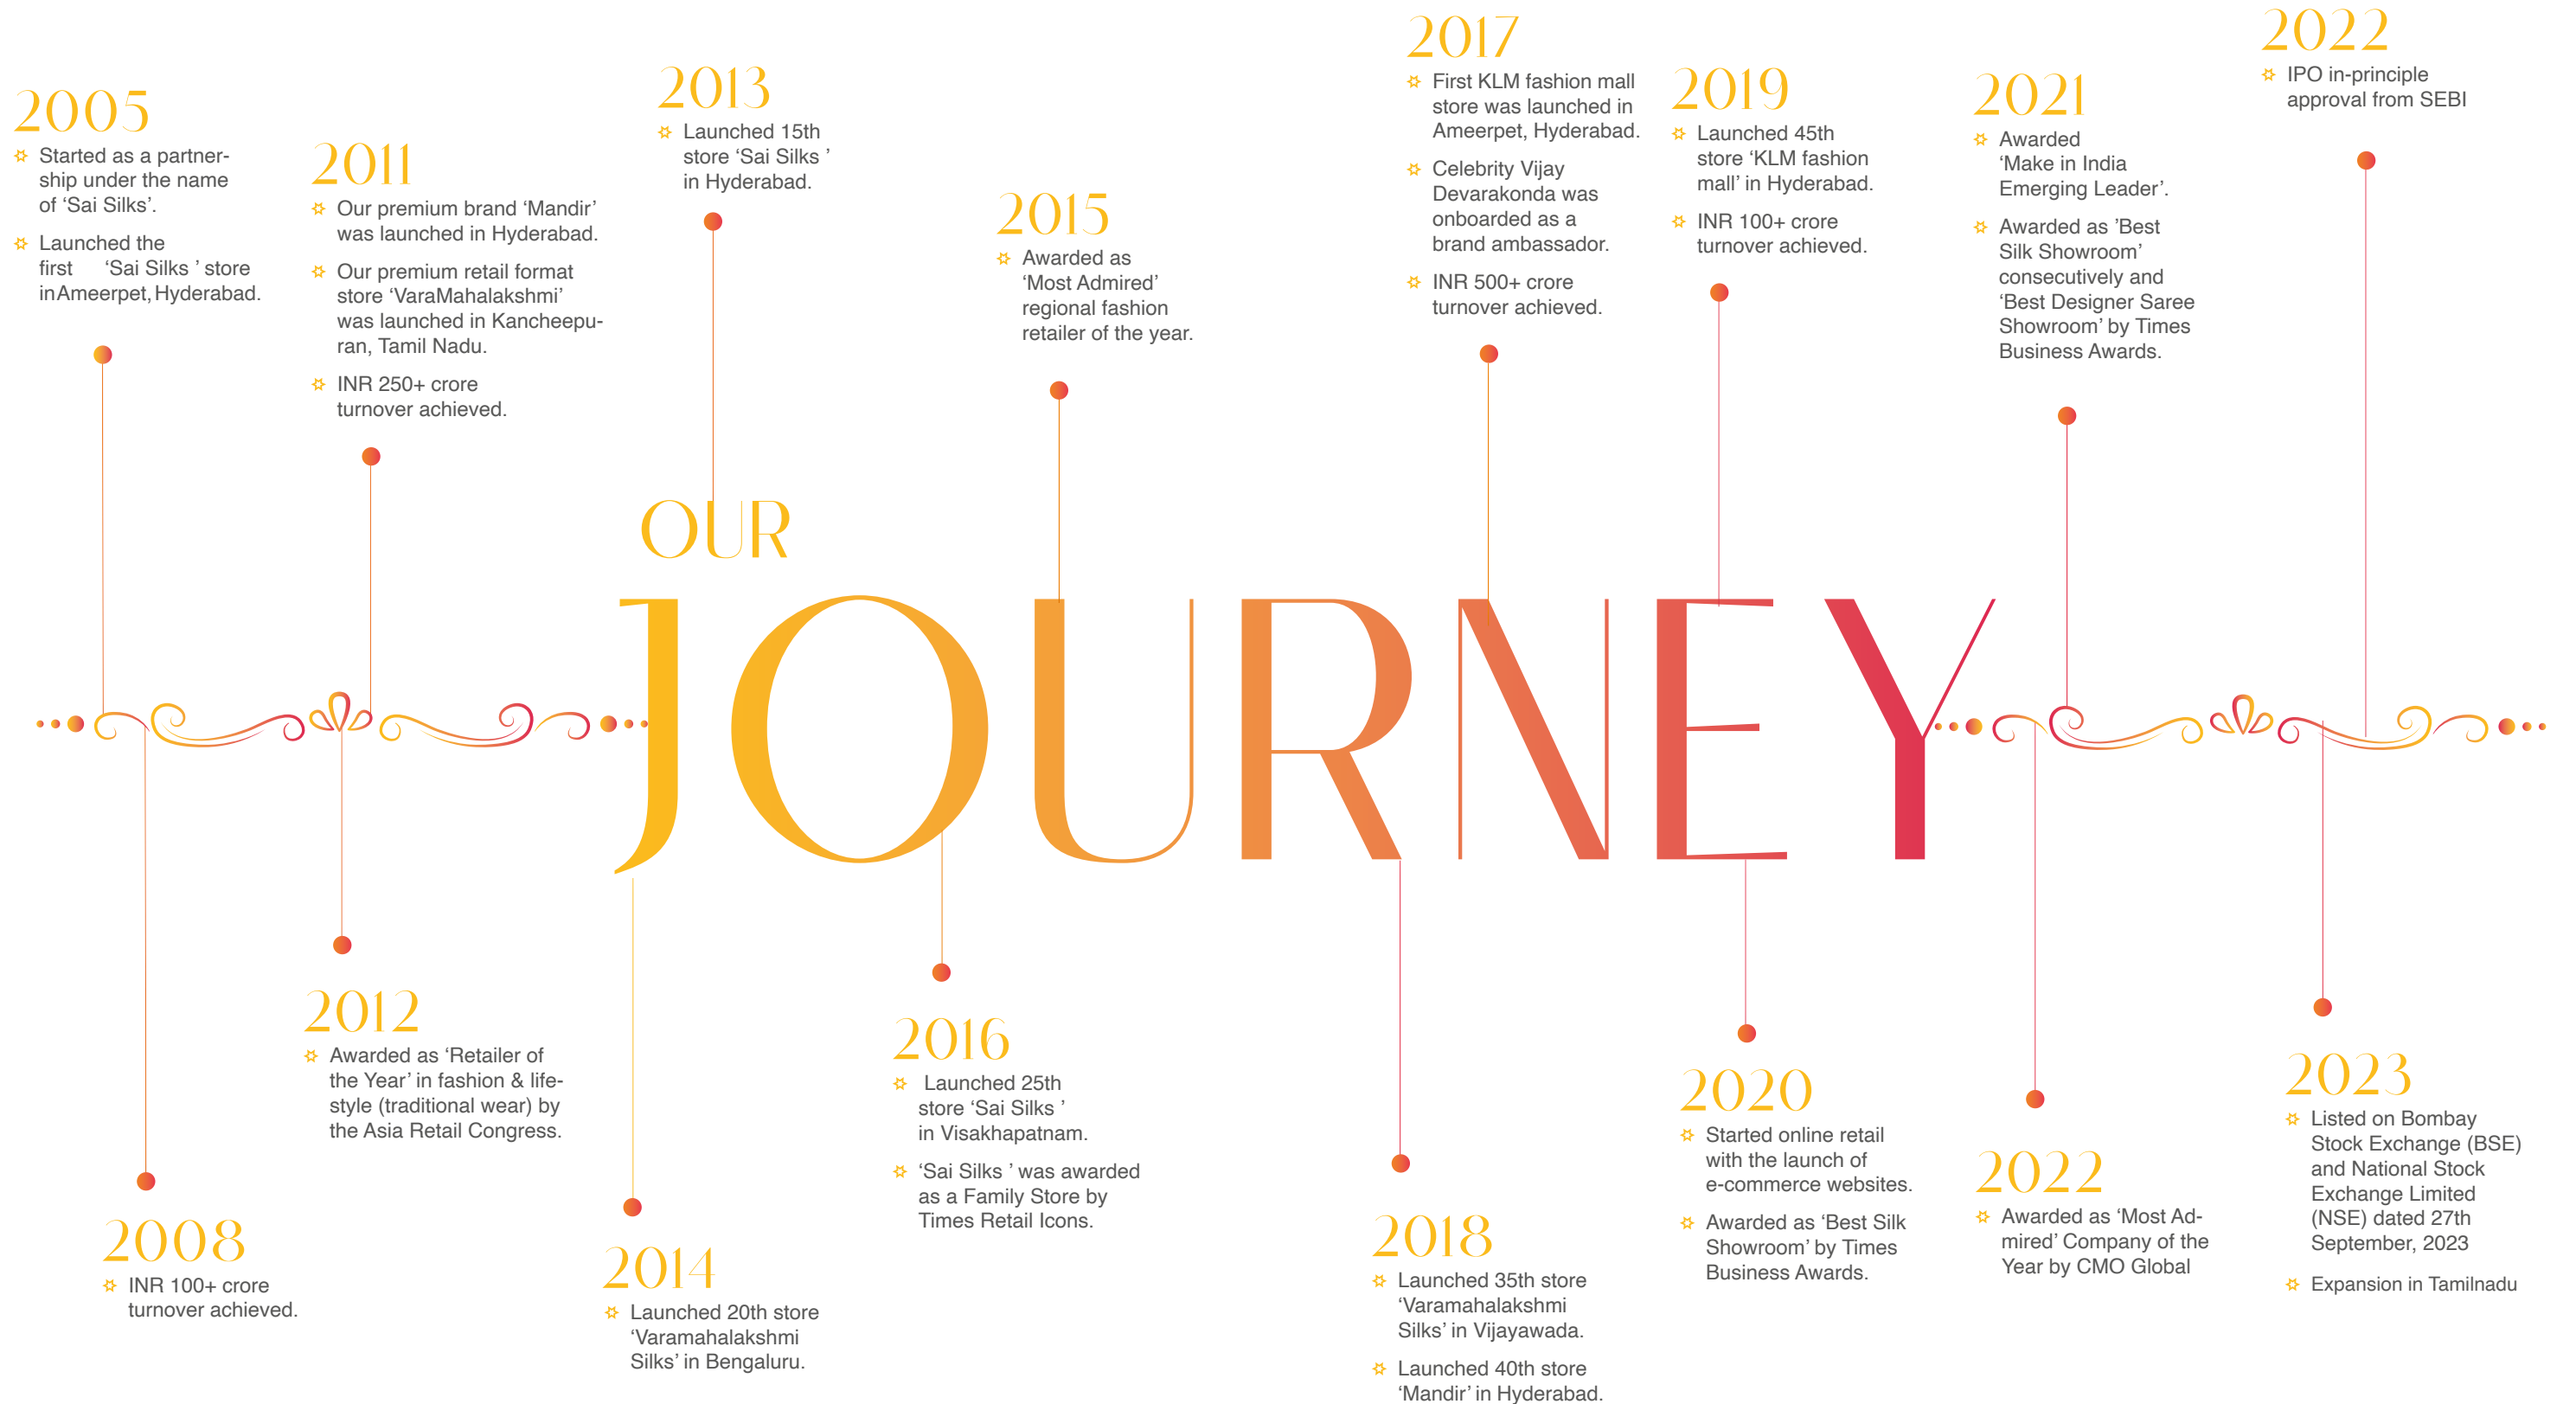 2005
Started as a partner-
ship under the name
of ‘Sai Silks’.
Launched the
first ‘Sai Silks ’ store
in Ameerpet, Hyderabad.
2011
Our premium brand ‘Mandir’
was launched in Hyderabad.
Our premium retail format
store ‘VaraMahalakshmi’
was launched in Kancheepu-
ran, Tamil Nadu.
INR 250+ crore
turnover achieved.
2013
Launched 15th
store ‘Sai Silks ’
in Hyderabad.
2015
Awarded as
‘Most Admired’
regional fashion
retailer of the year.
2017
First KLM fashion mall
store was launched in
Ameerpet, Hyderabad.
Celebrity Vijay
Devarakonda was
onboarded as a
brand ambassador.
INR 500+ crore
turnover achieved.
2019
Launched 45th
store ‘KLM fashion
mall’ in Hyderabad.
INR 100+ crore
turnover achieved.
2021
Awarded
‘Make in India
Emerging Leader’.
Awarded as ’Best
Silk Showroom’
consecutively and
‘Best Designer Saree
Showroom’ by Times
Business Awards.
2022
IPO in-principle
approval from SEBI
OUR
JOURNEY
2008
INR 100+ crore
turnover achieved.
2012
Awarded as ‘Retailer of
the Year’ in fashion & life-
style (traditional wear) by
the Asia Retail Congress.
2014
Launched 20th store
‘Varamahalakshmi
Silks’ in Bengaluru.
2016
Launched 25th
store ‘Sai Silks ’
in Visakhapatnam.
‘Sai Silks ’ was awarded
as a Family Store by
Times Retail Icons.
2018
Launched 35th store
‘Varamahalakshmi
Silks’ in Vijayawada.
Launched 40th store
‘Mandir’ in Hyderabad.
2020
Started online retail
with the launch of
e-commerce websites.
Awarded as ‘Best Silk
Showroom’ by Times
Business Awards.
2022
Awarded as ‘Most Ad-
mired’ Company of the
Year by CMO Global
2023
Listed on Bombay
Stock Exchange (BSE)
and National Stock
Exchange Limited
(NSE) dated 27th
September, 2023
Expansion in Tamilnadu